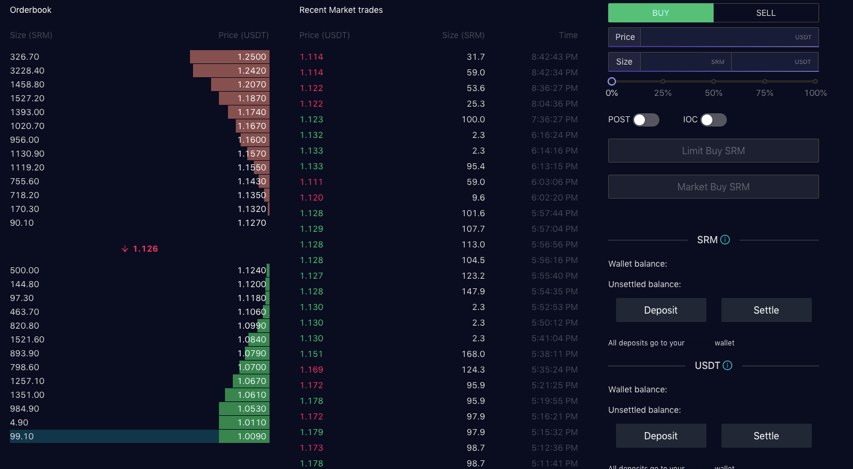 Orderbook
Size (SRM) Price (USDT)
326.70 1.2500
3228.40 1.2420
1458.80 1.2070
1527.20 1.1870
1393.00 1.1740
1020.70 1.1670
956.00 1.1600
1130.90 1.1570
1119.20 1.1550
755.60 1.1430
718.20 1.1350
170.30 1.1320
90.10 1.1270
↓ 1.126
500.00 1.1240
144.80 1.1200
97.30 1.1180
463.70 1.1060
820.80 1.0990
1521.60 1.0840
893.90 1.0790
798.60 1.0700
1257.10 1.0670
1351.00 1.0610
984.90 1.0530
4.90 1.0110
99.10 1.0090
Recent Market trades
Price (USDT) Size (SRM) Time
1.114 31.7 8:42:43 PM
1.114 59.0 8:42:34 PM
1.122 53.6 8:36:27 PM
1.122 25.3 8:04:36 PM
1.123 100.0 7:36:27 PM
1.132 2.3 6:16:24 PM
1.133 2.3 6:14:16 PM
1.133 95.4 6:13:15 PM
1.111 59.0 6:03:06 PM
1.120 9.6 6:02:20 PM
1.128 101.6 5:57:44 PM
1.129 107.7 5:57:04 PM
1.128 113.0 5:56:56 PM
1.128 104.5 5:56:16 PM
1.127 123.2 5:55:40 PM
1.128 147.9 5:54:35 PM
1.130 2.3 5:52:53 PM
1.130 2.3 5:50:12 PM
1.130 2.3 5:41:04 PM
1.151 168.0 5:38:11 PM
1.169 124.3 5:35:24 PM
1.172 95.9 5:21:25 PM
1.178 95.9 5:19:55 PM
1.172 97.9 5:16:21 PM
1.179 97.9 5:15:32 PM
1.173 98.7 5:12:36 PM
1.178 98.7 5:11:41 PM
BUY SELL
Price USDT
Size SRM USDT
0% 25% 50% 75% 100%
POST IOC
Limit Buy SRM
Market Buy SRM
SRM
Wallet balance:
Unsettled balance:
Deposit Settle
All deposits go to your wallet
USDT
Wallet balance:
Unsettled balance:
Deposit Settle
All deposits go to your wallet